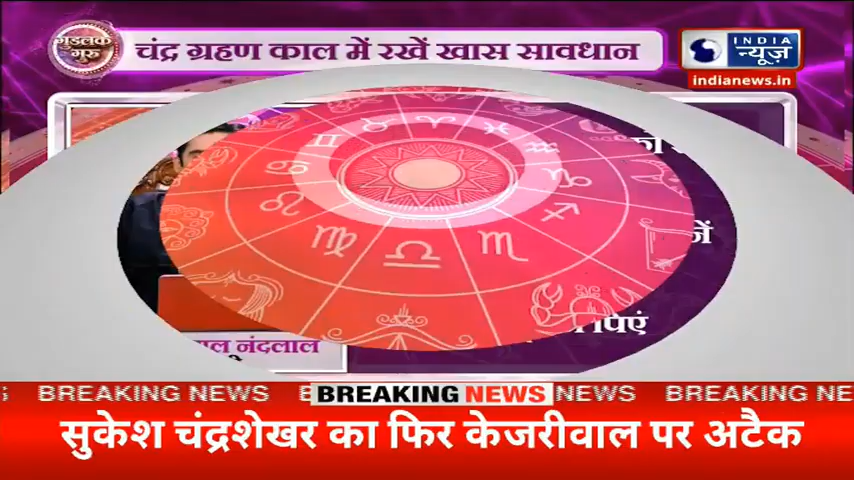 गुडलक
गुरु
चंद्र ग्रहण काल में रखें खास सावधान
INDIA
न्यूज़
indianews.in
नंदलाल
BREAKING NEWS
BREAKING NEWS
NEWS
BREAKING NE
सुकेश चंद्रशेखर का फिर केजरीवाल पर अटैक